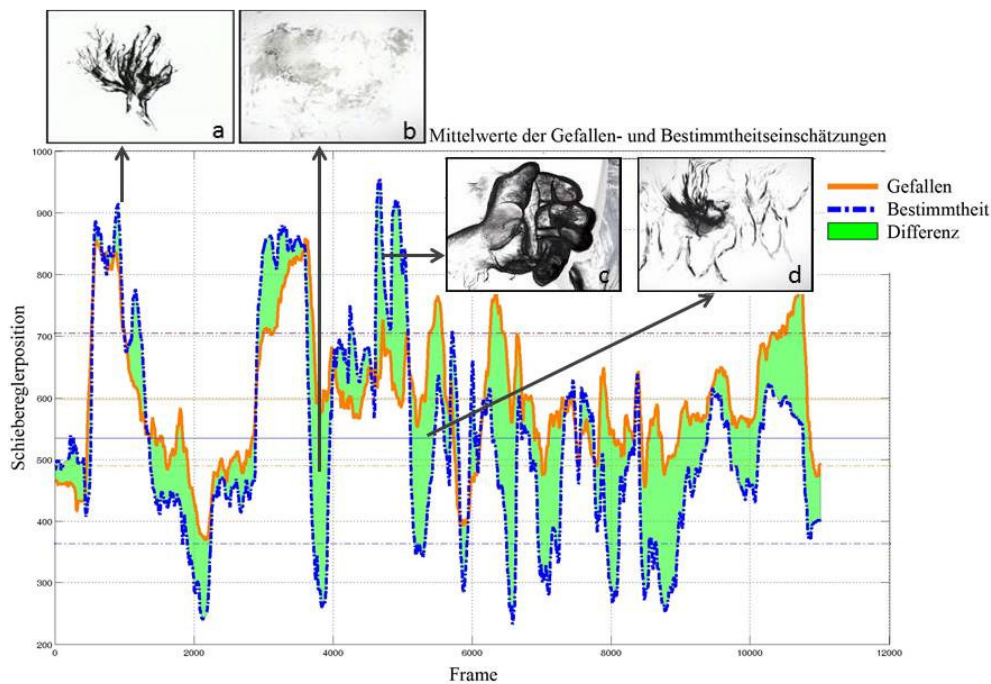 a
b
Mittelwerte der Gefallen- und Bestimmtheitseinschätzungen
c
d
Gefallen
Bestimmtheit
Differenz
Schiebereglerposition
1000
900
800
700
600
500
400
300
200
0
2000
4000
6000
8000
10000
12000
Frame